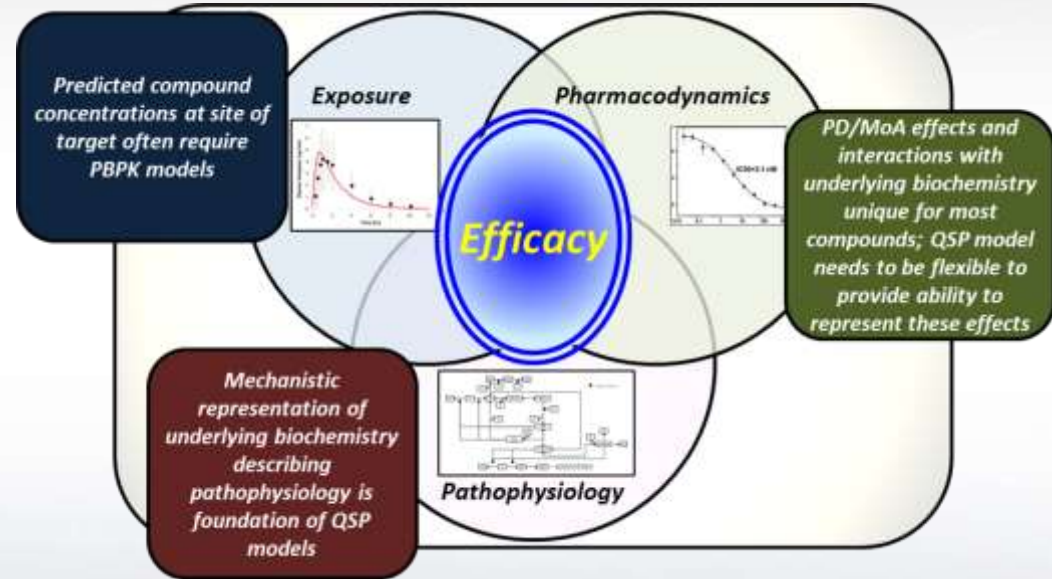 Predicted compound
concentrations at site of
target often require
PBPK models
Exposure
Pharmacodynamics
Efficacy
PD/MoA effects and
interactions with
underlying biochemistry
unique for most
compounds; QSP model
needs to be flexible to
provide ability to
represent these effects
Mechanistic
representation of
underlying biochemistry
describing
pathophysiology is
foundation of QSP
models
Pathophysiology